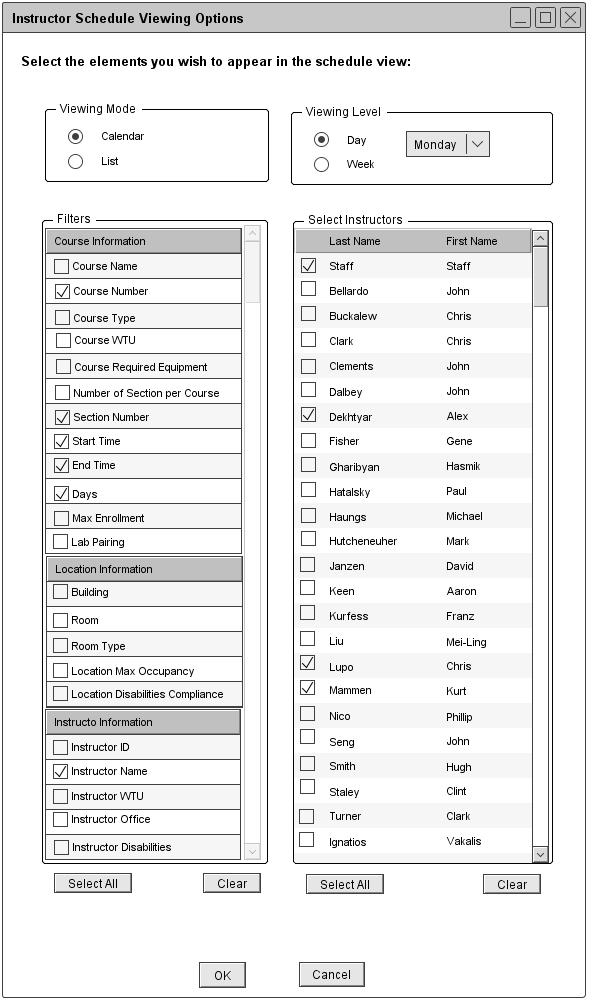 Instructor Schedule Viewing Options
Select the elements you wish to appear in the schedule view:
Viewing Mode
Calendar
List
Viewing Level
Day
Monday
Week
Filters
Course Information
Course Name
Course Number
Course Type
Course WTU
Course Required Equipment
Number of Section per Course
Section Number
Start Time
End Time
Days
Max Enrollment
Lab Pairing
Location Information
Building
Room
Room Type
Location Max Occupancy
Location Disabilities Compliance
Instructo Information
Instructor ID
Instructor Name
Instructor WTU
Instructor Office
Instructor Disabilities
Select All Clear
Select Instructors
Last Name First Name
Staff Staff
Bellardo John
Buckalew Chris
Clark Chris
Clements John
Dalbey John
Dekhtyar Alex
Fisher Gene
Gharibyan Hasmik
Hatalsky Paul
Haungs Michael
Hutcheneuher Mark
Janzen David
Keen Aaron
Kurfess Franz
Liu Mei-Ling
Lupo Chris
Mammen Kurt
Nico Phillip
Seng John
Smith Hugh
Staley Clint
Turner Clark
Ignatios Vakalis
Select All Clear
OK Cancel